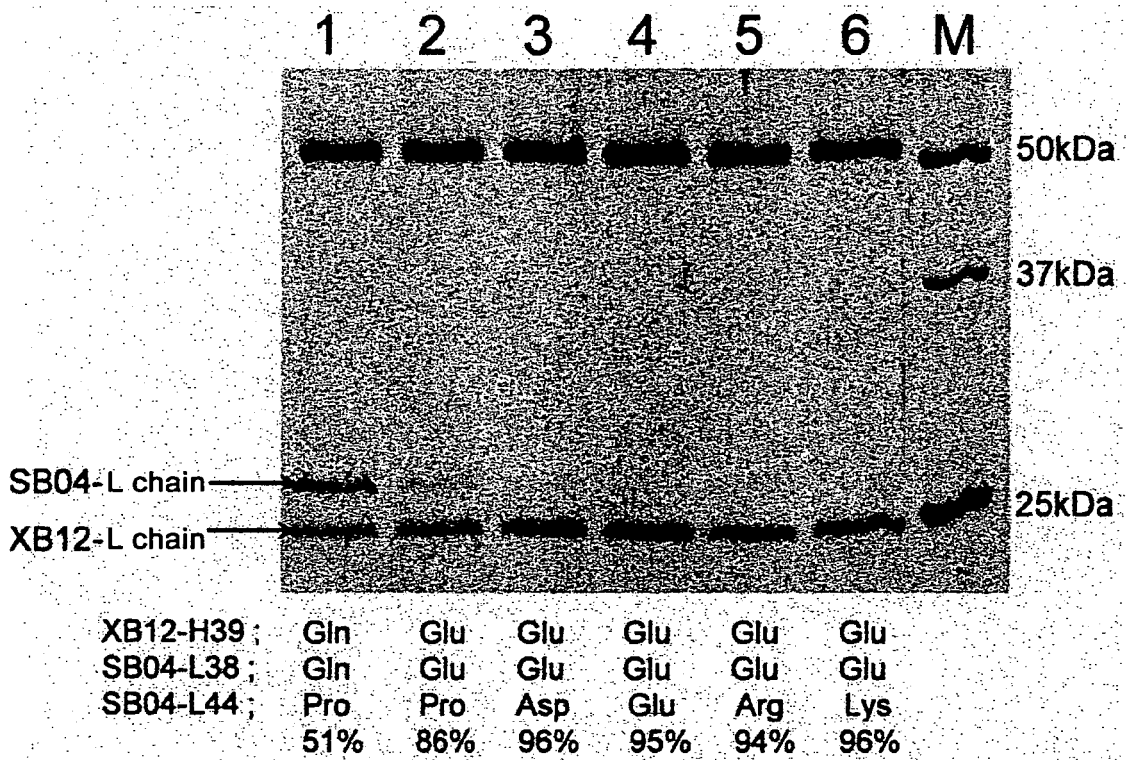 1 2 3 4 5 6 M
50kDa
37kDa
SB04-L chain
25kDa
XB12-L chain
XB12-H39 ; Gln Glu Glu Glu Glu Glu
SB04-L38 ; Gln Glu Glu Glu Glu Glu
SB04-L44 ; Pro Pro Asp Glu Arg Lys
51% 86% 96% 95% 94% 96%